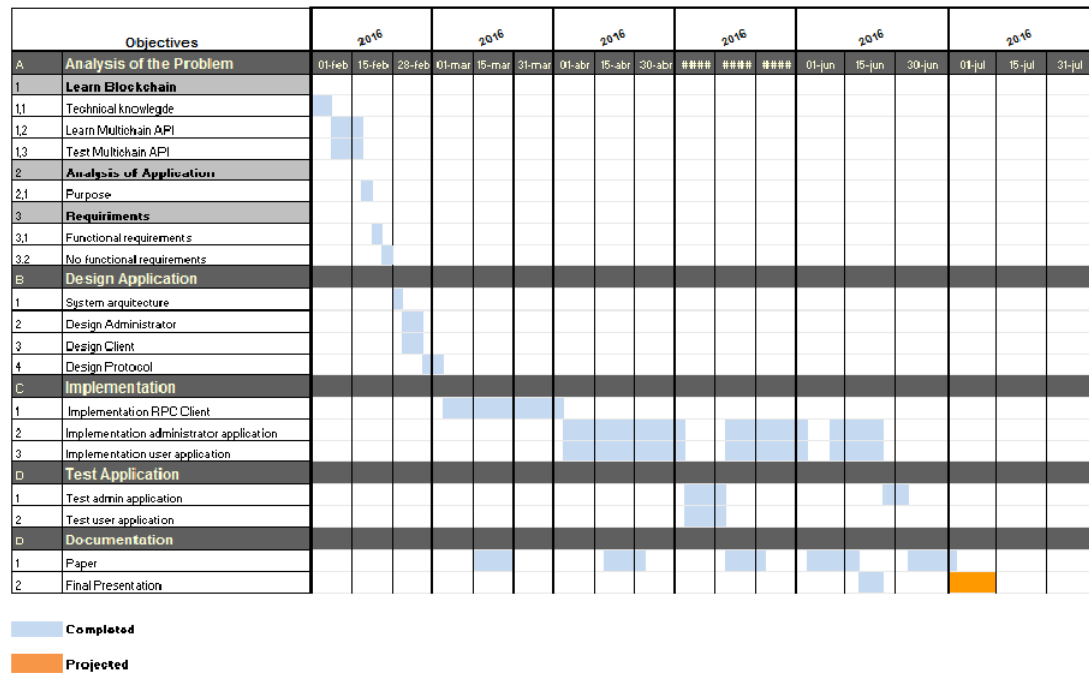 Objectives 2016 2016 2016 2016 2016 2016
A Analysis of the Problem 01-feb 15-feb 28-feb 01-mar 15-mar 31-mar 01-abr 15-abr 30-abr #### #### #### 01-jun 15-jun 30-jun 01-jul 15-jul 31-jul
1 Learn Blockchain
1,1 Technical knowlegde
1,2 Learn Multichain API
1,3 Test Multichain API
2 Analysis of Application
2,1 Purpose
3 Requiriments
3,1 Functional requirements
3,2 No functional requirements
B Design Application
1 System arquitecture
2 Design Administrator
3 Design Client
4 Design Protocol
C Implementation
1 Implementation RPC Client
2 Implementation administrator application
3 Implementation user application
D Test Application
1 Test admin application
2 Test user application
D Documentation
1 Paper
2 Final Presentation
Completed
Projected